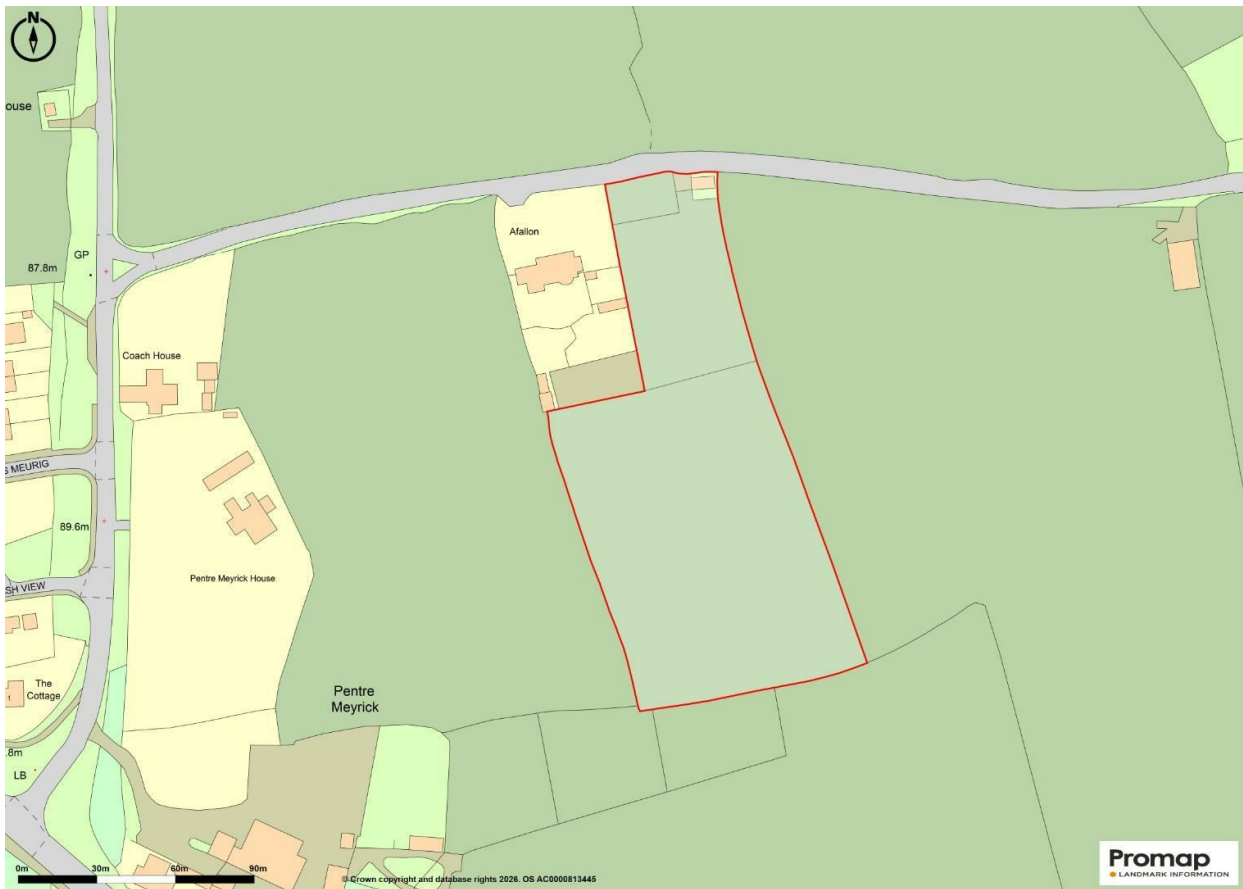 N
ouse
Afallon
GP
87.8m
Coach House
S MEURIG
89.6m
Pentre Meyrick House
SH VIEW
The
Cottage
1
Pentre
Meyrick
.8m
LB
0m 30m 60m 90m
© Crown copyright and database rights 2026. OS AC0000813445
Promap
LANDMARK INFORMATION